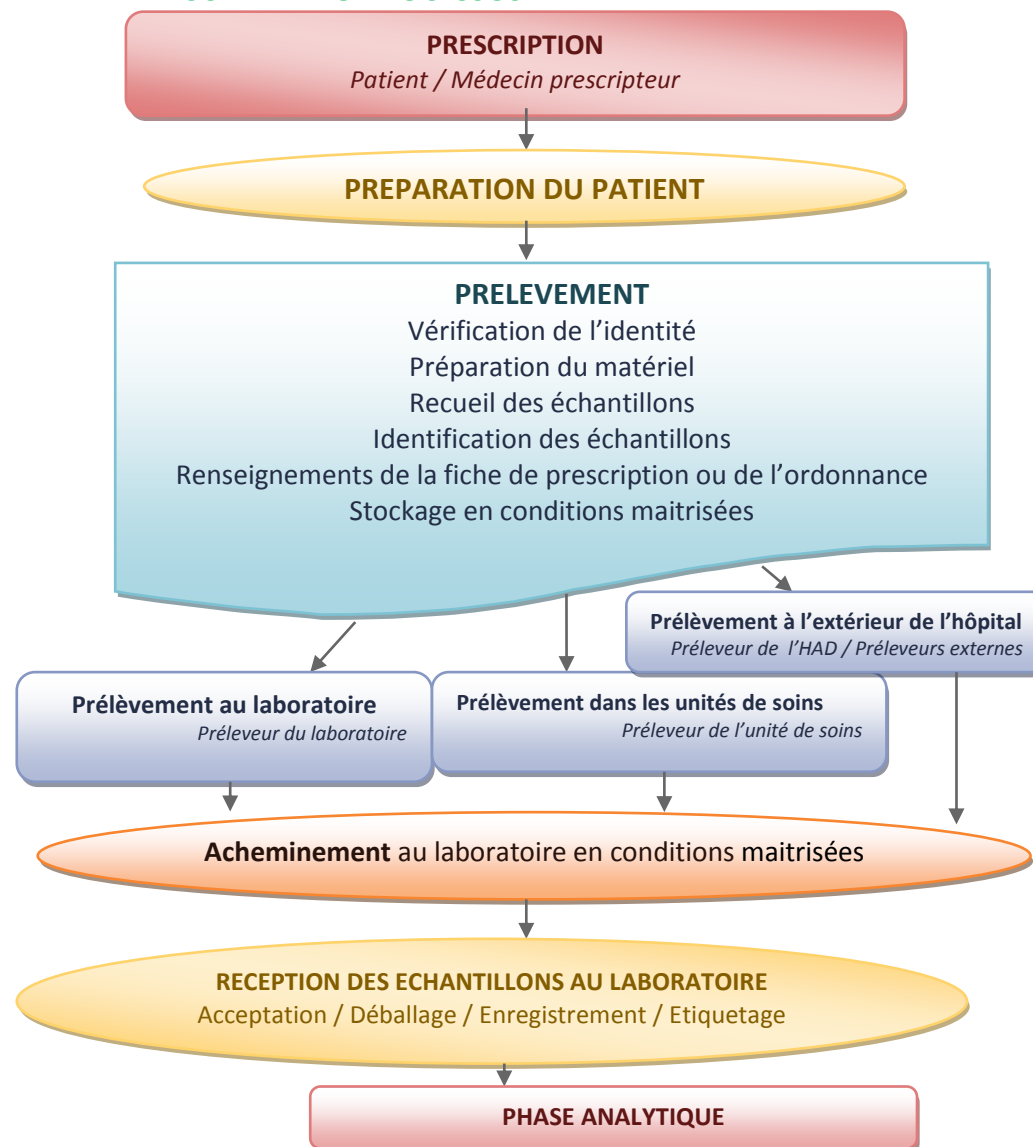 PRESCRIPTION
Patient / Médecin prescripteur
PREPARATION DU PATIENT
PRELEVEMENT
Vérification de l’identité
Préparation du matériel
Recueil des échantillons
Identification des échantillons
Renseignements de la fiche de prescription ou de l’ordonnance
Stockage en conditions maitrisées
Prélèvement à l’extérieur de l’hôpital
Préleveur de l’HAD / Préleveurs externes
Prélèvement au laboratoire
Préleveur du laboratoire
Prélèvement dans les unités de soins
Préleveur de l’unité de soins
Acheminement au laboratoire en conditions maitrisées
RECEPTION DES ECHANTILLONS AU LABORATOIRE
Acceptation / Déballage / Enregistrement / Etiquetage
PHASE ANALYTIQUE